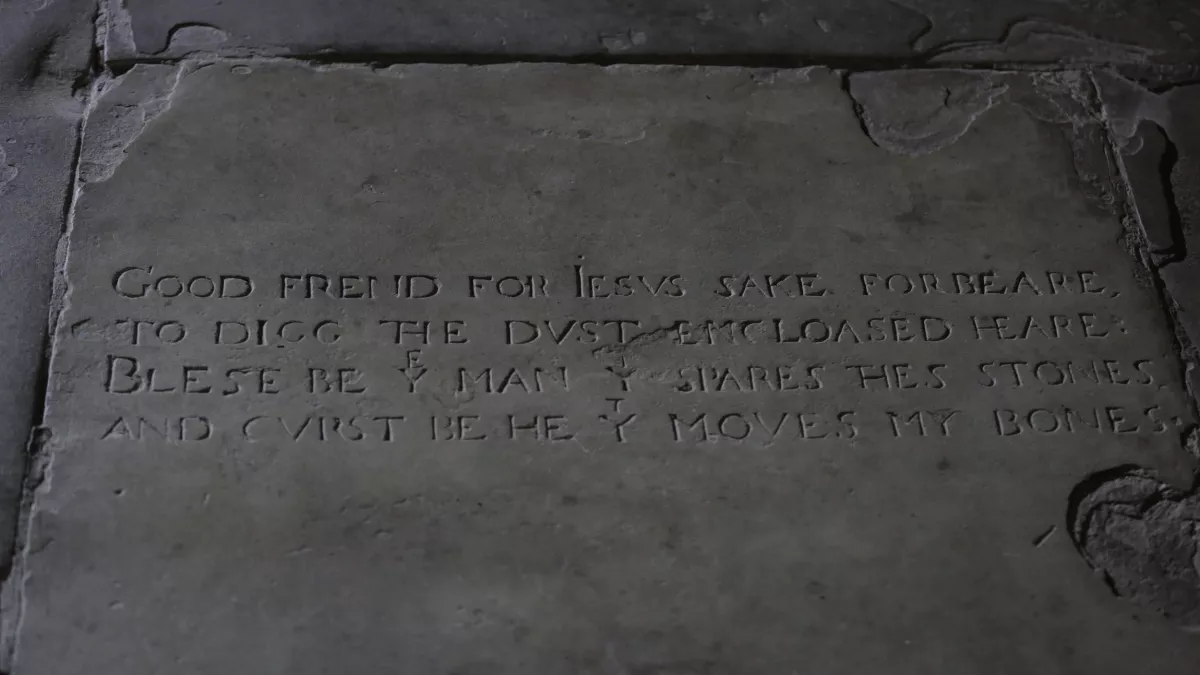 GOOD FREND FOR IESVS SAKE FORBEARE,
TO DIGG THE DVST ENCLOASED HEARE:
BLESE BE Yᴱ MAN Yᵀ SPARES THES STONES
AND CVRST BE HE Yᵀ MOVES MY BONES.